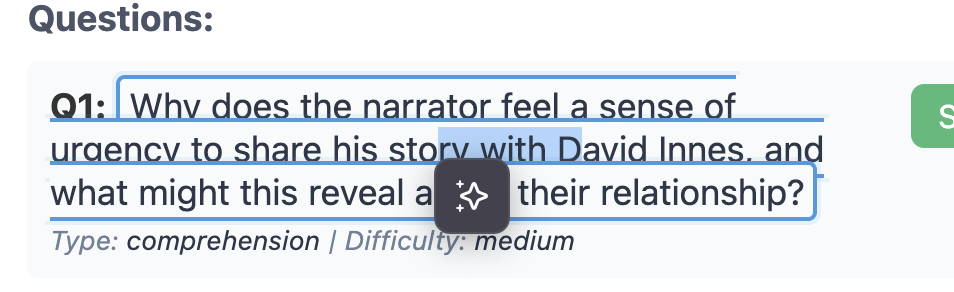 Questions:
Q1: Why does the narrator feel a sense of
urgency to share his story with David Innes, and
what might this reveal a their relationship?
Type: comprehension | Difficulty: medium
S